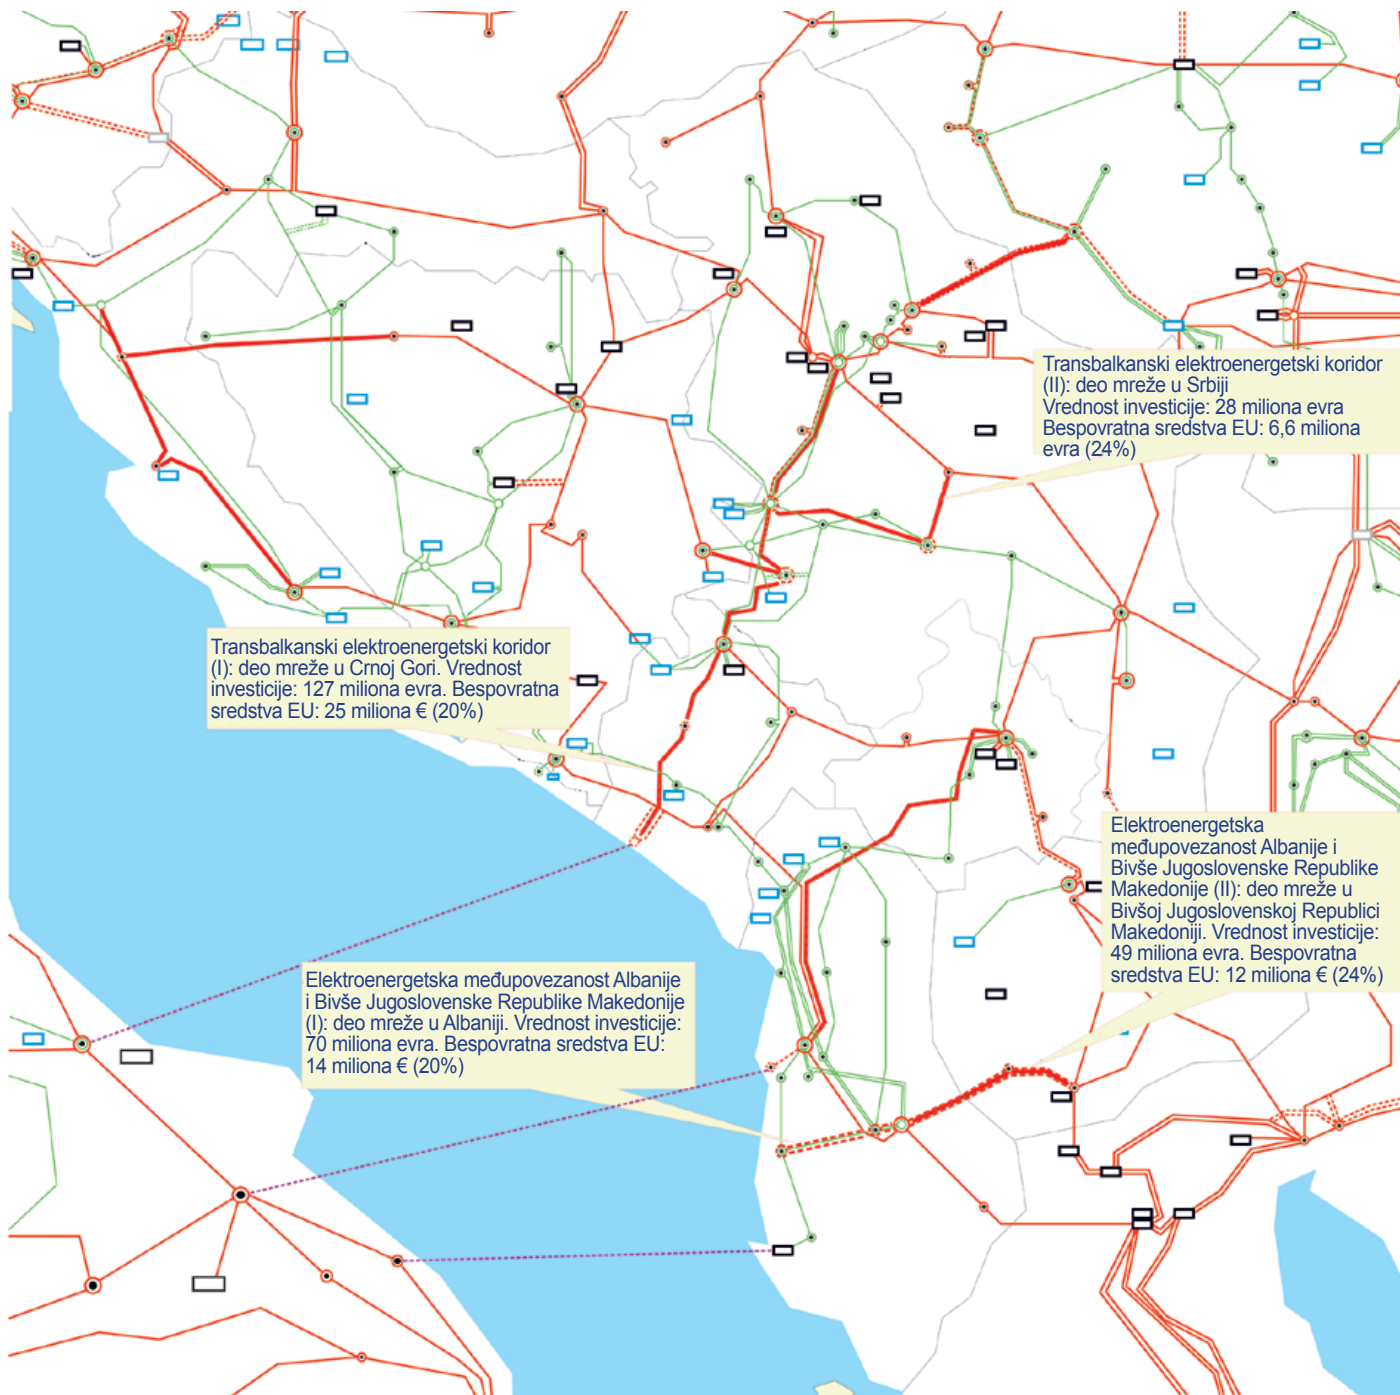 Transbalkanski elektroenergetski koridor
(II): deo mreže u Srbiji
Vrednost investicije: 28 miliona evra
Bespovratna sredstva EU: 6,6 miliona
evra (24%)
Transbalkanski elektroenergetski koridor
(I): deo mreže u Crnoj Gori. Vrednost
investicije: 127 miliona evra. Bespovratna
sredstva EU: 25 miliona € (20%)
Elektroenergetska
međupovezanost Albanije i
Bivše Jugoslovenske Republike
Makedonije (II): deo mreže u
Bivšoj Jugoslovenskoj Republici
Makedoniji. Vrednost investicije:
49 miliona evra. Bespovratna
sredstva EU: 12 miliona € (24%)
Elektroenergetska međupovezanost Albanije
i Bivše Jugoslovenske Republike Makedonije
(I): deo mreže u Albaniji. Vrednost investicije:
70 miliona evra. Bespovratna sredstva EU:
14 miliona € (20%)